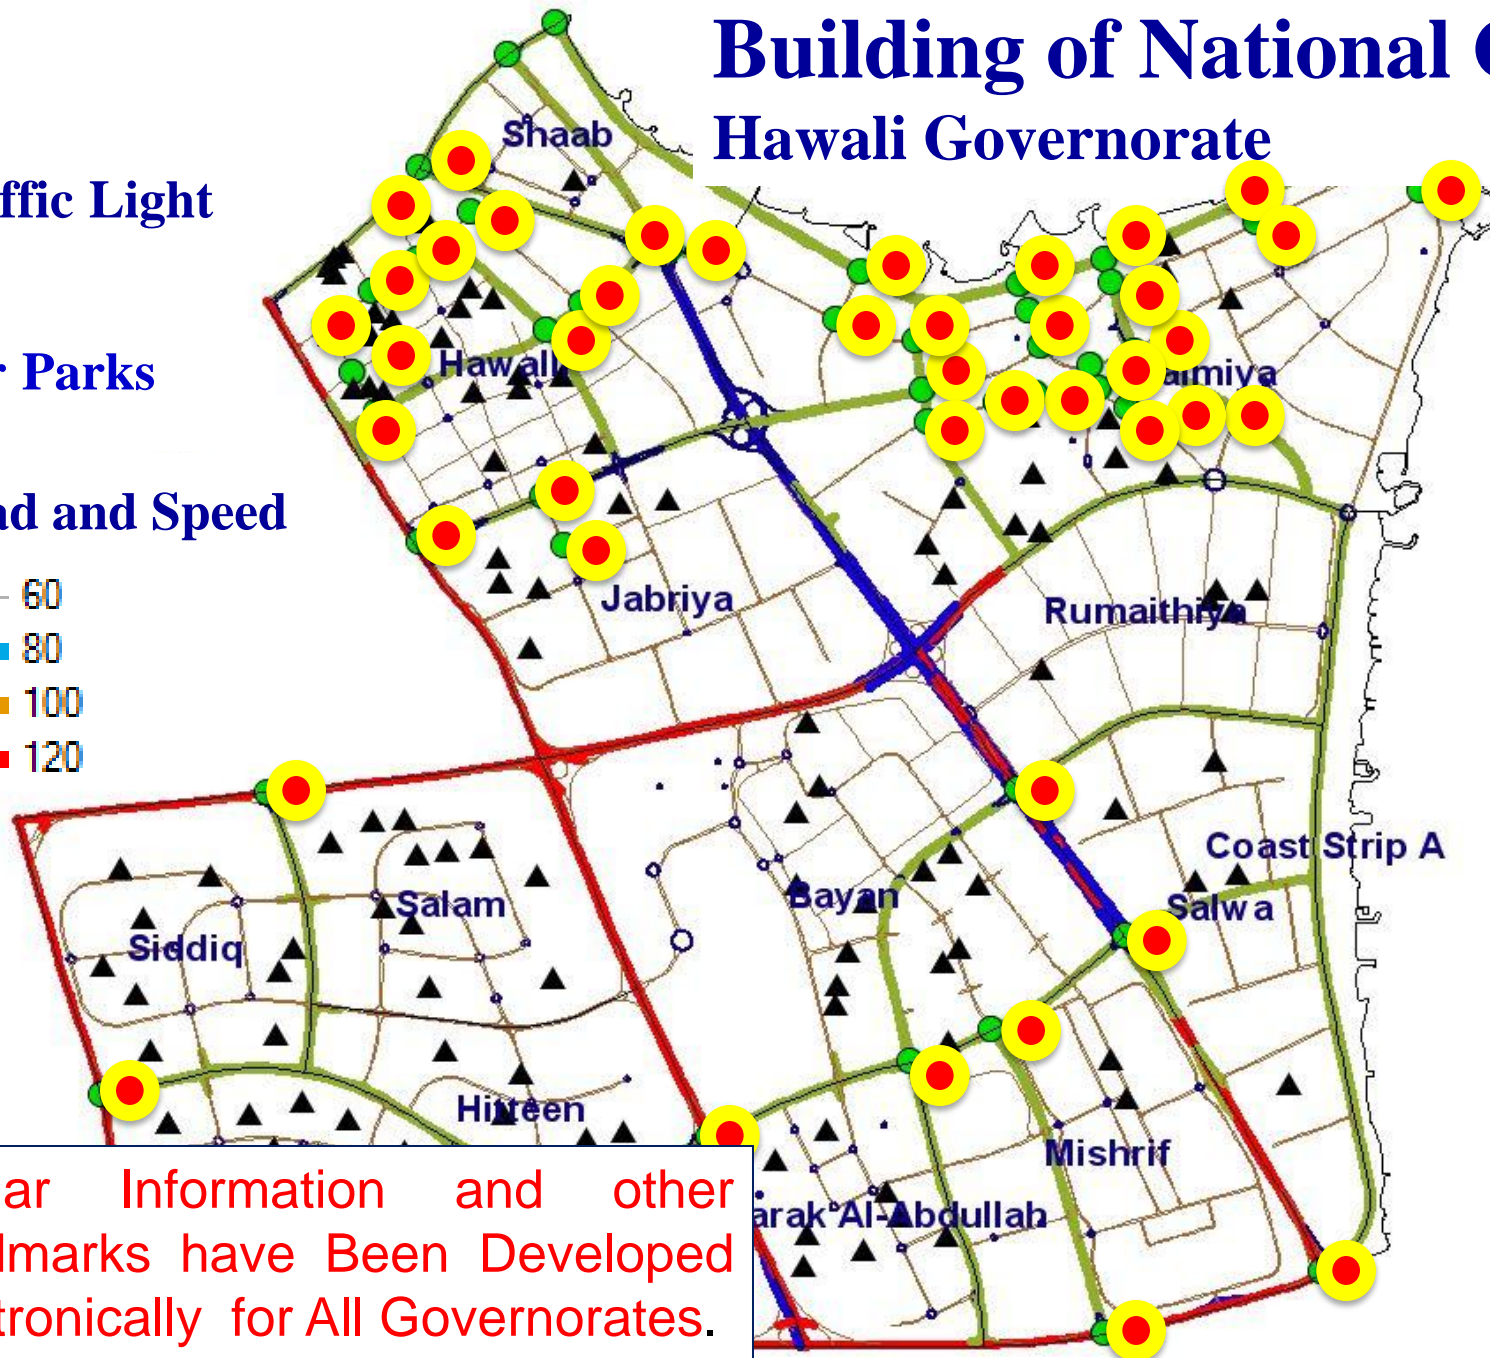 Building of National
Hawali Governorate
ffic Light
r Parks
ad and Speed
60
80
100
120
Shaab
Hawalli
almiya
Jabriya
Rumaithiya
Coast Strip A
Bayan
Salwa
Salam
Siddiq
Hitteen
Mishrif
arak Al-Abdullah
ar Information and other
dmarks have Been Developed
tronically for All Governorates.